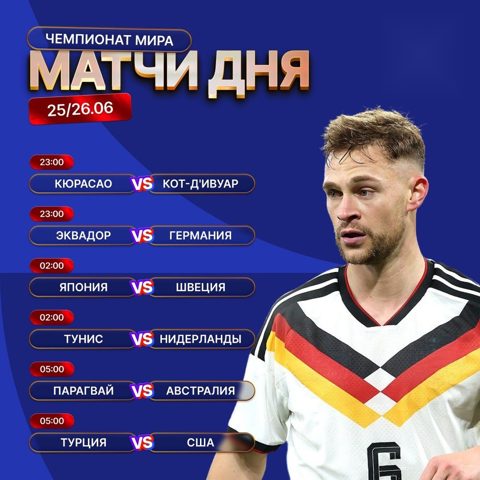 ЧЕМПИОНАТ МИРА
МАТЧИ ДНЯ
25/26.06
23:00
КЮРАСАО VS КОТ-Д'ИВУАР
23:00
ЭКВАДОР VS ГЕРМАНИЯ
02:00
ЯПОНИЯ VS ШВЕЦИЯ
02:00
ТУНИС VS НИДЕРЛАНДЫ
05:00
ПАРАГВАЙ VS АВСТРАЛИЯ
05:00
ТУРЦИЯ VS США
6